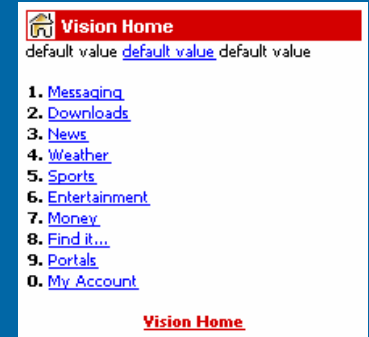 Vision Home
default value default value default value
1. Messaging
2. Downloads
3. News
4. Weather
5. Sports
6. Entertainment
7. Money
8. Find it...
9. Portals
0. My Account
Vision Home